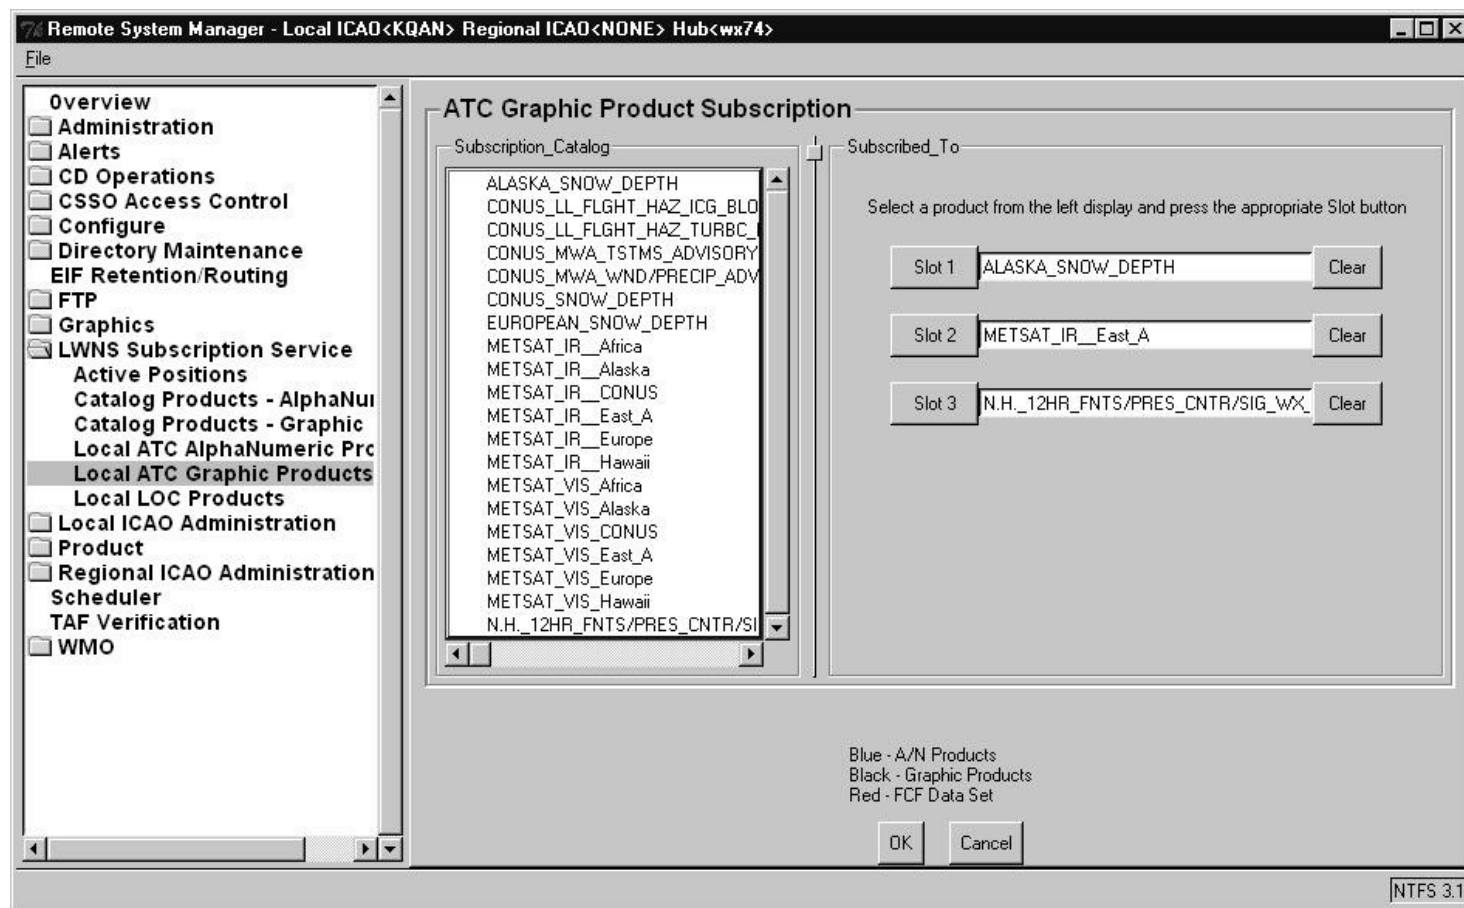 Remote System Manager - Local ICAO<KQAN> Regional ICAO<NONE> Hub<wx74>
File
Overview
Administration
Alerts
CD Operations
CSSO Access Control
Configure
Directory Maintenance
EIF Retention/Routing
FTP
Graphics
LWNS Subscription Service
Active Positions
Catalog Products - AlphaNu
Catalog Products - Graphic
Local ATC AlphaNumeric Prc
Local ATC Graphic Products
Local LOC Products
Local ICAO Administration
Product
Regional ICAO Administration
Scheduler
TAF Verification
WMO
ATC Graphic Product Subscription
Subscription_Catalog
ALASKA_SNOW_DEPTH
CONUS_LL_FLGHT_HAZ_ICG_BLO
CONUS_LL_FLGHT_HAZ_TURBC_
CONUS_MWA_TSTMS_ADVISORY
CONUS_MWA_WND/PRECIP_ADV
CONUS_SNOW_DEPTH
EUROPEAN_SNOW_DEPTH
METSAT_IR__Africa
METSAT_IR__Alaska
METSAT_IR__CONUS
METSAT_IR__East_A
METSAT_IR__Europe
METSAT_IR__Hawaii
METSAT_VIS_Africa
METSAT_VIS_Alaska
METSAT_VIS_CONUS
METSAT_VIS_East_A
METSAT_VIS_Europe
METSAT_VIS_Hawaii
N.H._12HR_FNTS/PRES_CNTR/SI
Subscribed_To
Select a product from the left display and press the appropriate Slot button
Slot 1 ALASKA_SNOW_DEPTH Clear
Slot 2 METSAT_IR__East_A Clear
Slot 3 N.H._12HR_FNTS/PRES_CNTR/SIG_WX_ Clear
Blue - A/N Products
Black - Graphic Products
Red - FCF Data Set
OK Cancel
NTFS 3.1